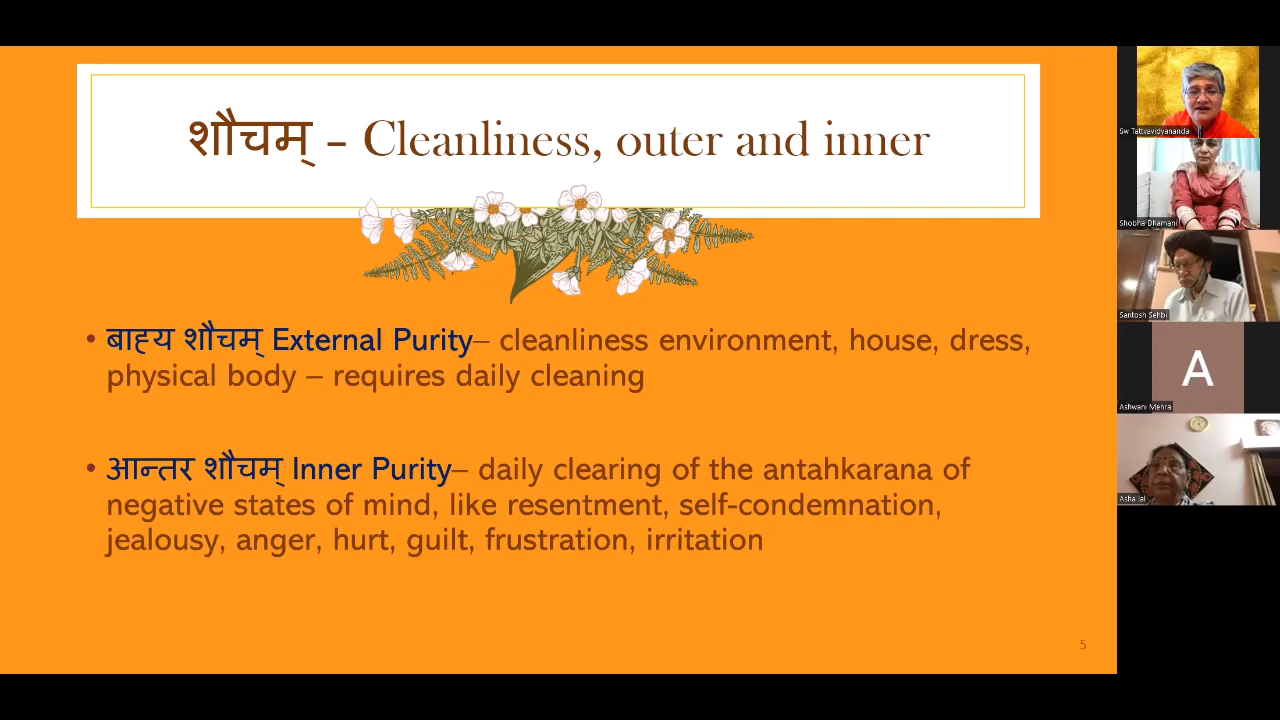 शौचम् – Cleanliness, outer and inner
• बाह्य शौचम् External Purity– cleanliness environment, house, dress,
physical body – requires daily cleaning
• आन्तर शौचम् Inner Purity– daily clearing of the antahkarana of
negative states of mind, like resentment, self-condemnation,
jealousy, anger, hurt, guilt, frustration, irritation
5
Sw Tattvavidyananda
Shobha Dhamani
Santosh Sehbi
A
Ashwani Mehra
Asha lal